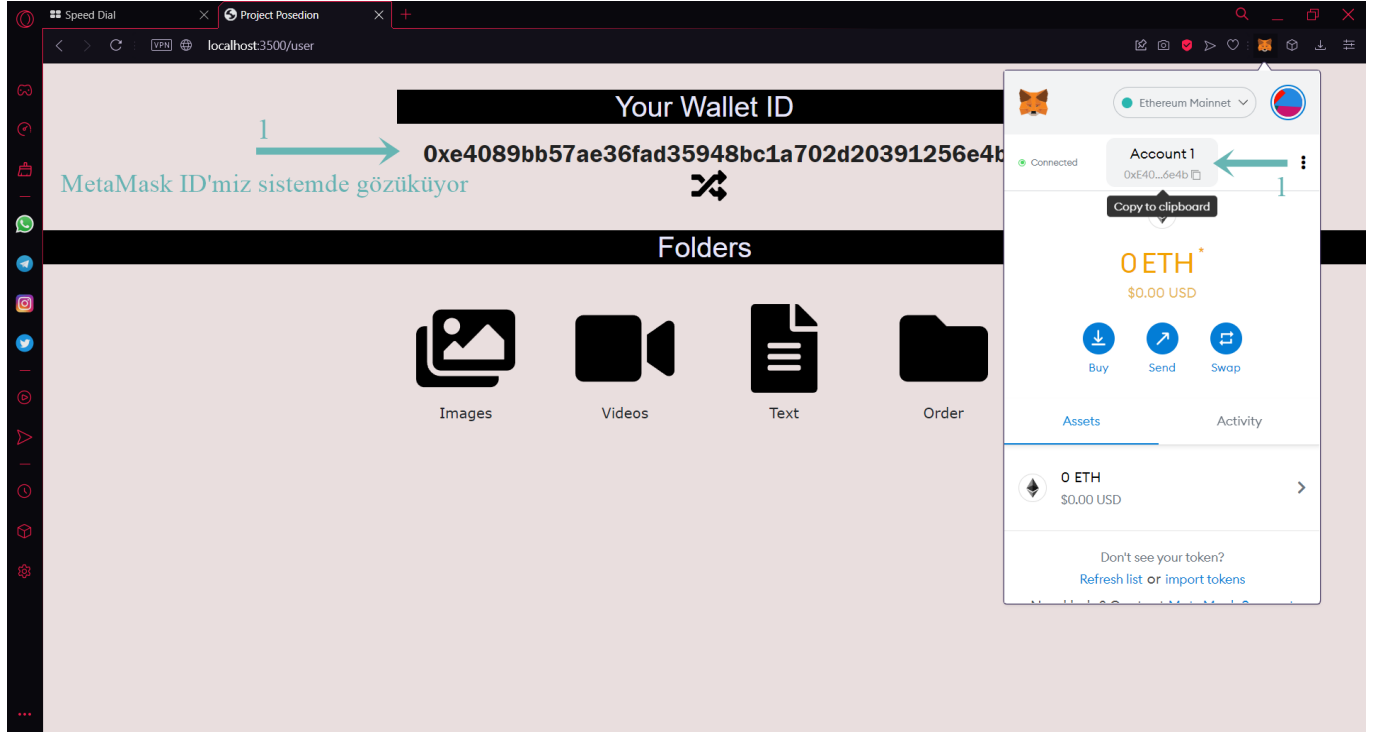 Speed Dial
Project Posedion
VPN
localhost:3500/user
Your Wallet ID
1
0xe4089bb57ae36fad35948bc1a702d20391256e4b
MetaMask ID'miz sistemde gözüküyor
Folders
Images
Videos
Text
Order
Ethereum Mainnet
Connected
Account 1
0xE40...6e4b
1
Copy to clipboard
0 ETH *
$0.00 USD
Buy
Send
Swap
Assets
Activity
0 ETH
$0.00 USD
Don't see your token?
Refresh list or import tokens